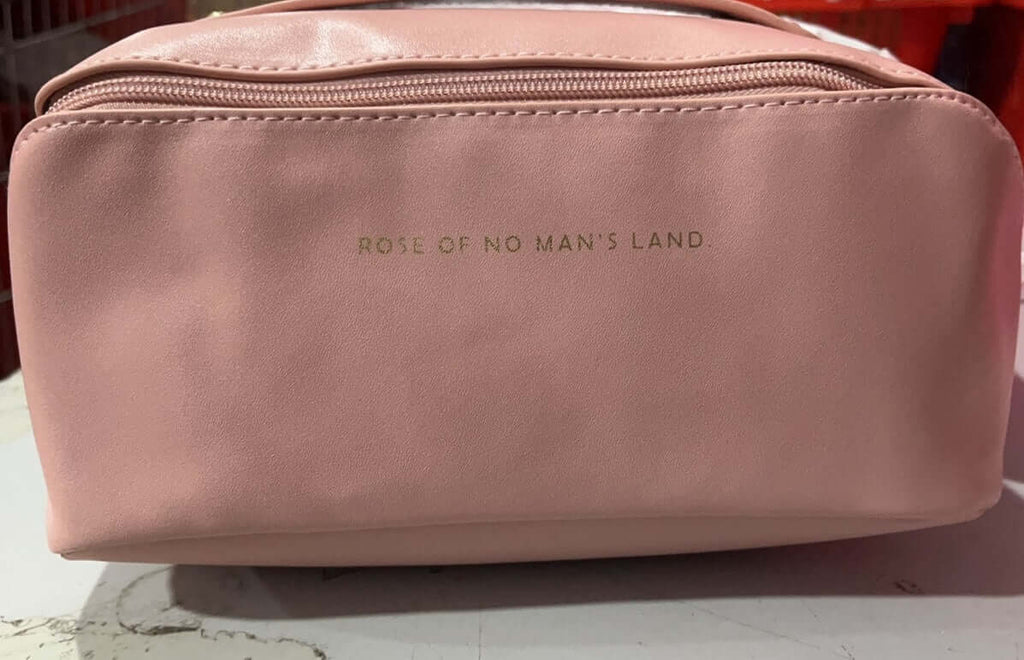 ROSE OF NO MAN'S LAND.